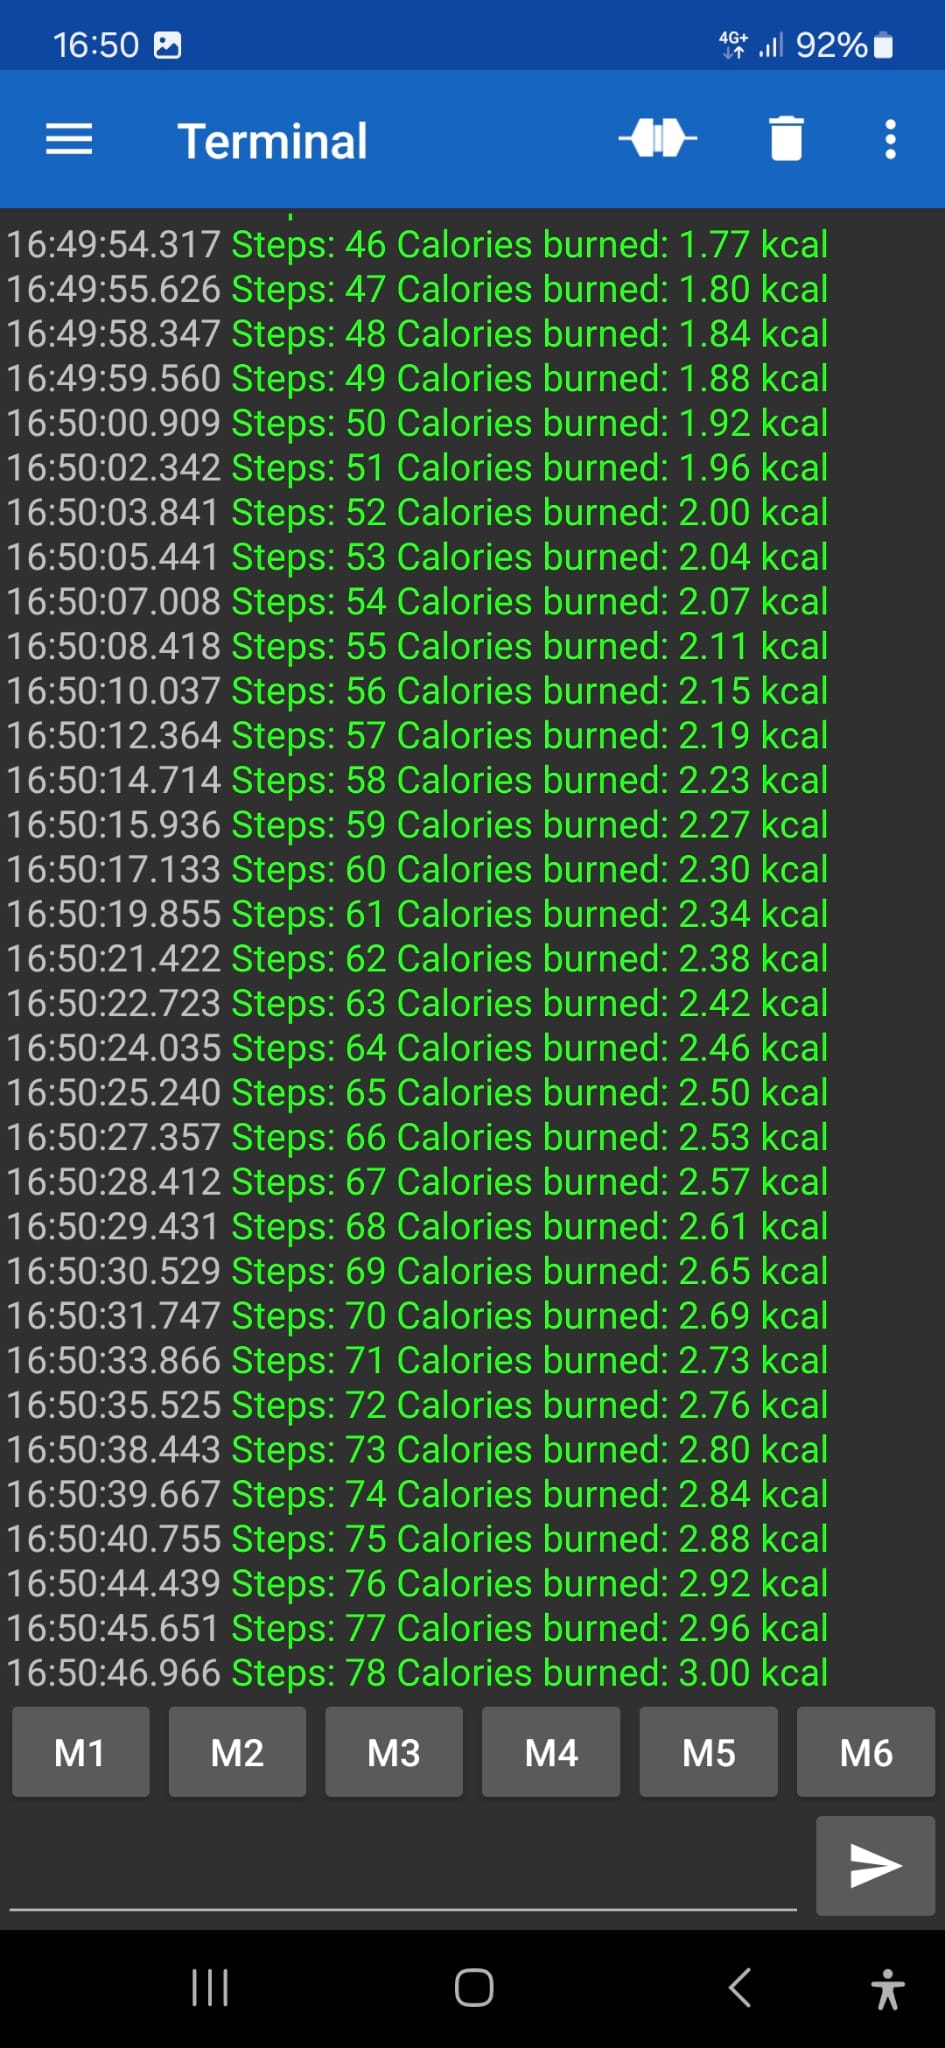 16:50 4G+ 92%
Terminal
16:49:54.317 Steps: 46 Calories burned: 1.77 kcal
16:49:55.626 Steps: 47 Calories burned: 1.80 kcal
16:49:58.347 Steps: 48 Calories burned: 1.84 kcal
16:49:59.560 Steps: 49 Calories burned: 1.88 kcal
16:50:00.909 Steps: 50 Calories burned: 1.92 kcal
16:50:02.342 Steps: 51 Calories burned: 1.96 kcal
16:50:03.841 Steps: 52 Calories burned: 2.00 kcal
16:50:05.441 Steps: 53 Calories burned: 2.04 kcal
16:50:07.008 Steps: 54 Calories burned: 2.07 kcal
16:50:08.418 Steps: 55 Calories burned: 2.11 kcal
16:50:10.037 Steps: 56 Calories burned: 2.15 kcal
16:50:12.364 Steps: 57 Calories burned: 2.19 kcal
16:50:14.714 Steps: 58 Calories burned: 2.23 kcal
16:50:15.936 Steps: 59 Calories burned: 2.27 kcal
16:50:17.133 Steps: 60 Calories burned: 2.30 kcal
16:50:19.855 Steps: 61 Calories burned: 2.34 kcal
16:50:21.422 Steps: 62 Calories burned: 2.38 kcal
16:50:22.723 Steps: 63 Calories burned: 2.42 kcal
16:50:24.035 Steps: 64 Calories burned: 2.46 kcal
16:50:25.240 Steps: 65 Calories burned: 2.50 kcal
16:50:27.357 Steps: 66 Calories burned: 2.53 kcal
16:50:28.412 Steps: 67 Calories burned: 2.57 kcal
16:50:29.431 Steps: 68 Calories burned: 2.61 kcal
16:50:30.529 Steps: 69 Calories burned: 2.65 kcal
16:50:31.747 Steps: 70 Calories burned: 2.69 kcal
16:50:33.866 Steps: 71 Calories burned: 2.73 kcal
16:50:35.525 Steps: 72 Calories burned: 2.76 kcal
16:50:38.443 Steps: 73 Calories burned: 2.80 kcal
16:50:39.667 Steps: 74 Calories burned: 2.84 kcal
16:50:40.755 Steps: 75 Calories burned: 2.88 kcal
16:50:44.439 Steps: 76 Calories burned: 2.92 kcal
16:50:45.651 Steps: 77 Calories burned: 2.96 kcal
16:50:46.966 Steps: 78 Calories burned: 3.00 kcal
M1 M2 M3 M4 M5 M6